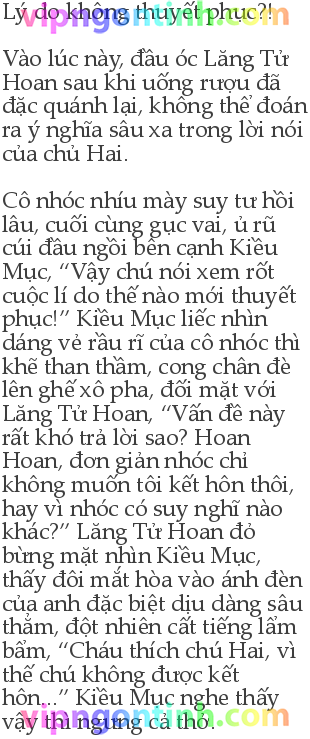 Lý do không thuyết phục?!
vipngontinh.com
Vào lúc này, đầu óc Lăng Tử
Hoan sau khi uống rượu đã
đặc quánh lại, không thể đoán
ra ý nghĩa sâu xa trong lời nói
của chủ Hai.
Cô nhóc nhíu mày suy tư hồi
lâu, cuối cùng gục vai, ủ rũ
cúi đầu ngồi bên cạnh Kiều
Mục, “Vậy chú nói xem rốt
cuộc lí do thế nào mới thuyết
phục!” Kiều Mục liếc nhìn
dáng vẻ rầu rĩ của cô nhóc thì
khẽ than thầm, cong chân đè
lên ghế xô pha, đối mặt với
Lăng Tử Hoan, “Vấn đề này
rất khó trả lời sao? Hoan
Hoan, đơn giản nhóc chỉ
không muốn tôi kết hôn thôi,
hay vì nhóc có suy nghĩ nào
khác?” Lăng Tử Hoan đỏ
bừng mặt nhìn Kiều Mục,
thấy đôi mắt hòa vào ánh đèn
của anh đặc biệt dịu dàng sâu
thẳm, đột nhiên cất tiếng lẩm
bẩm, “Cháu thích chú Hai, vì
thế chú không được kết
hôn...” Kiều Mục nghe thấy
vậy thì ngưng cả thở.
vipngontinh.com